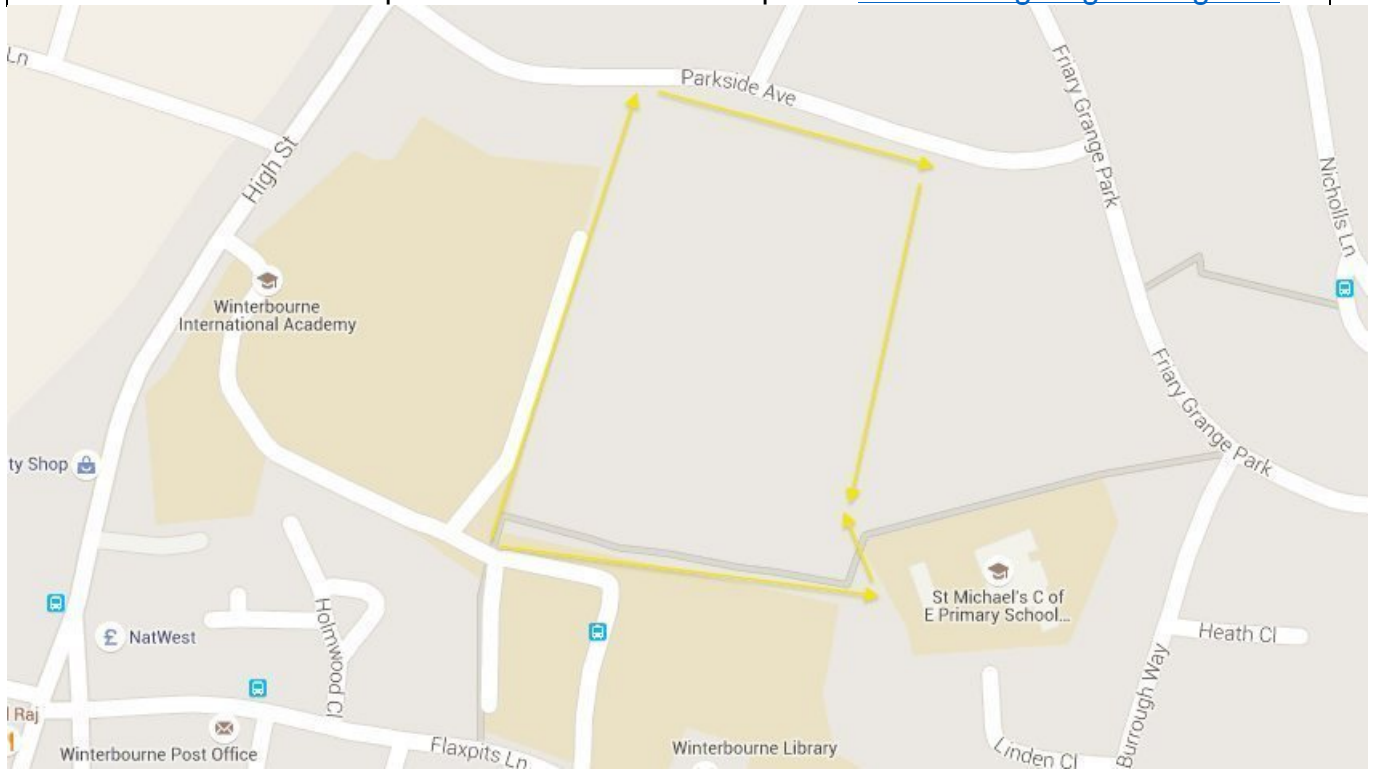 Ln
Parkside Ave
Friary Grange Park
High St
Nicholls Ln
Winterbourne
International Academy
Friary Grange Park
ty Shop
St Michael's C of
E Primary School...
Holmwood Cl
£ NatWest
Heath Cl
Burrough Way
Raj
Winterbourne Post Office
Flaxpits Ln
Winterbourne Library
Linden Cl